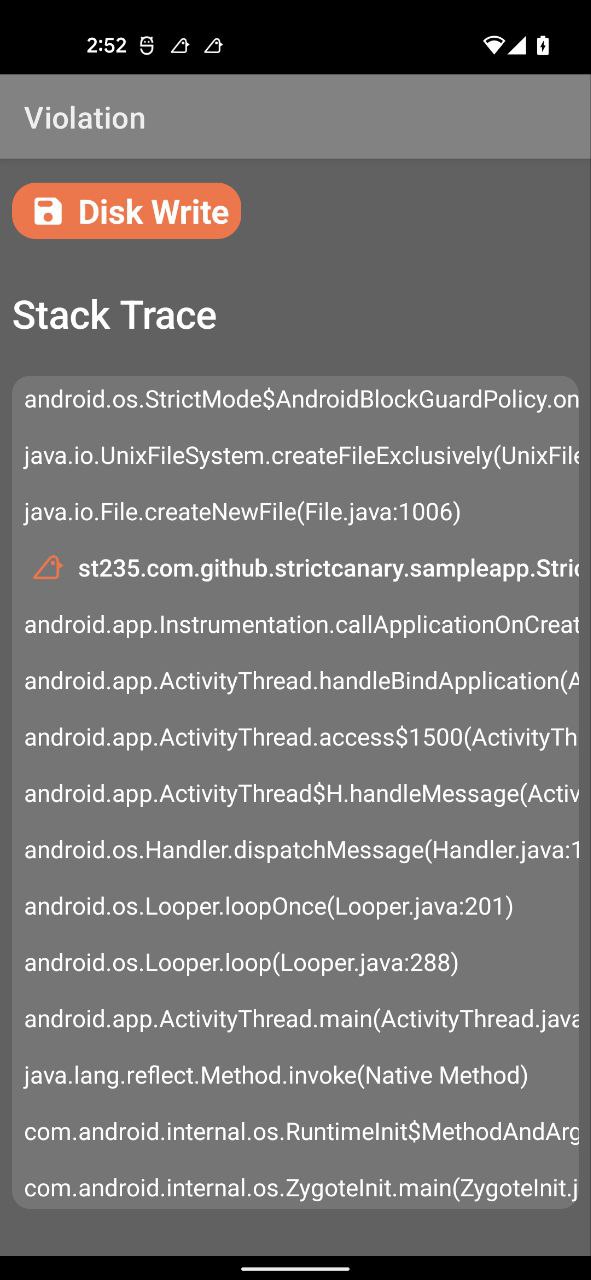 2:52
Violation
Disk Write
Stack Trace
android.os.StrictMode$AndroidBlockGuardPolicy.on
java.io.UnixFileSystem.createFileExclusively(UnixFile
java.io.File.createNewFile(File.java:1006)
st235.com.github.strictcanary.sampleapp.Stric
android.app.Instrumentation.callApplicationOnCreat
android.app.ActivityThread.handleBindApplication(A
android.app.ActivityThread.access$1500(ActivityTh
android.app.ActivityThread$H.handleMessage(Activ
android.os.Handler.dispatchMessage(Handler.java:1
android.os.Looper.loopOnce(Looper.java:201)
android.os.Looper.loop(Looper.java:288)
android.app.ActivityThread.main(ActivityThread.java
java.lang.reflect.Method.invoke(Native Method)
com.android.internal.os.RuntimeInit$MethodAndArg
com.android.internal.os.ZygoteInit.main(ZygoteInit.j